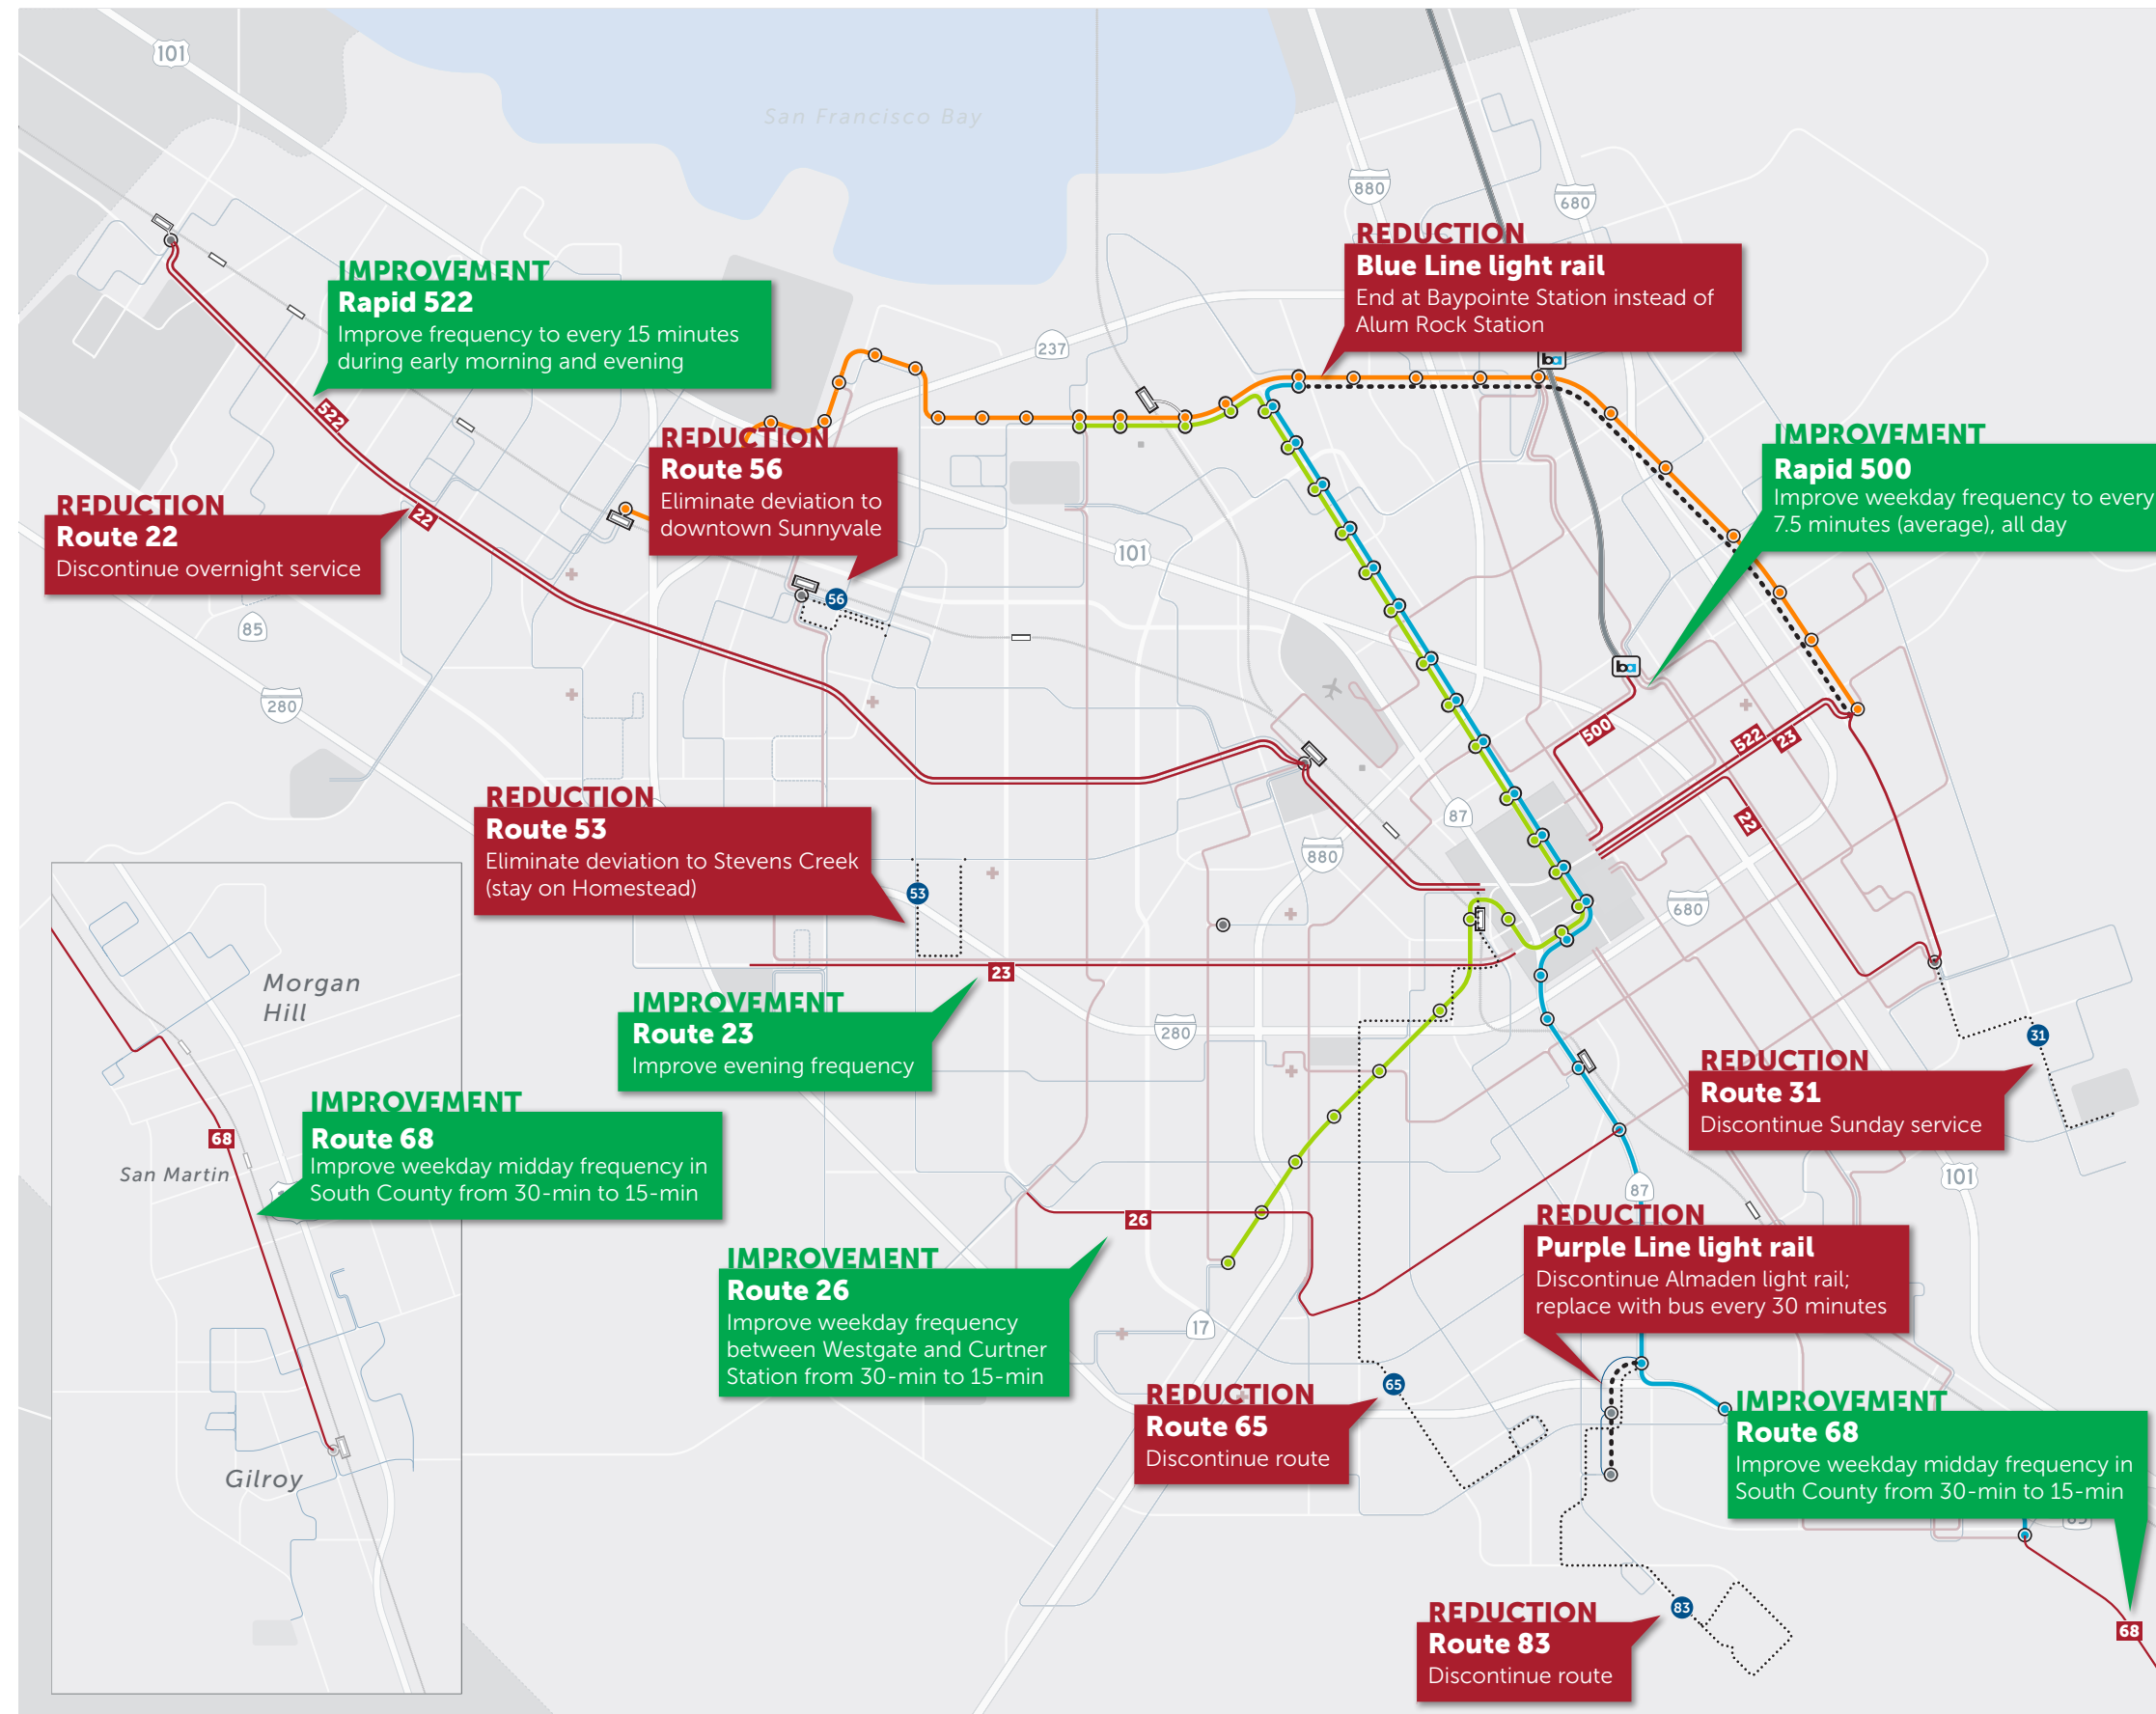 101
San Francisco Bay
880
680
REDUCTION
Blue Line light rail
End at Baypointe Station instead of
Alum Rock Station
IMPROVEMENT
Rapid 522
Improve frequency to every 15 minutes
during early morning and evening
237
ba
522
REDUCTION
Route 56
Eliminate deviation to
downtown Sunnyvale
IMPROVEMENT
Rapid 500
Improve weekday frequency to every
7.5 minutes (average), all day
REDUCTION
Route 22
Discontinue overnight service
22
101
56
85
280
ba
500
522
23
22
87
REDUCTION
Route 53
Eliminate deviation to Stevens Creek
(stay on Homestead)
880
53
680
23
Morgan
Hill
IMPROVEMENT
Route 23
Improve evening frequency
280
31
REDUCTION
Route 31
Discontinue Sunday service
IMPROVEMENT
Route 68
Improve weekday midday frequency in
South County from 30-min to 15-min
68
San Martin
101
87
26
REDUCTION
Purple Line light rail
Discontinue Almaden light rail;
replace with bus every 30 minutes
IMPROVEMENT
Route 26
Improve weekday frequency
between Westgate and Curtner
Station from 30-min to 15-min
17
65
REDUCTION
Route 65
Discontinue route
IMPROVEMENT
Route 68
Improve weekday midday frequency in
South County from 30-min to 15-min
Gilroy
83
REDUCTION
Route 83
Discontinue route
68